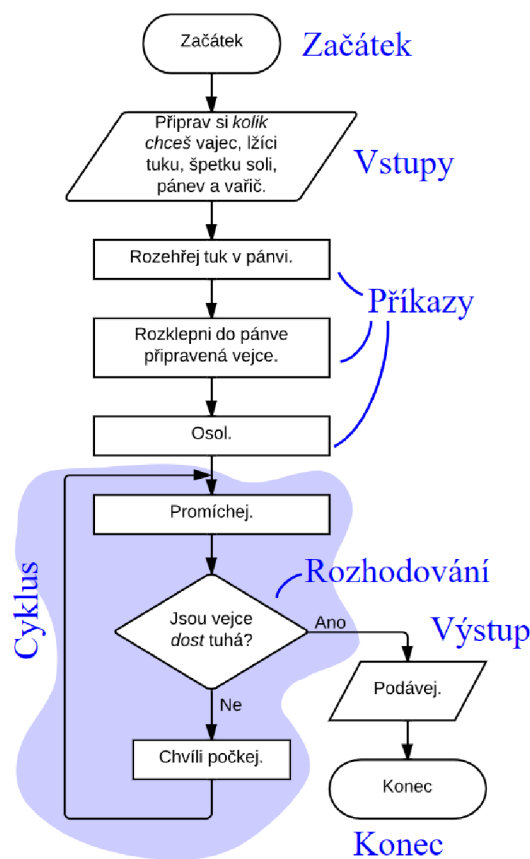 Začátek
Začátek
Připrav si kolik
chceš vajec, lžíci
tuku, špetku soli,
pánev a vařič.
Vstupy
Rozehřej tuk v pánvi.
Příkazy
Rozklepni do pánve
připravená vejce.
Osol.
Cyklus
Promíchej.
Rozhodování
Jsou vejce
dost tuhá?
Ano
Výstup
Podávej.
Ne
Chvíli počkej.
Konec
Konec